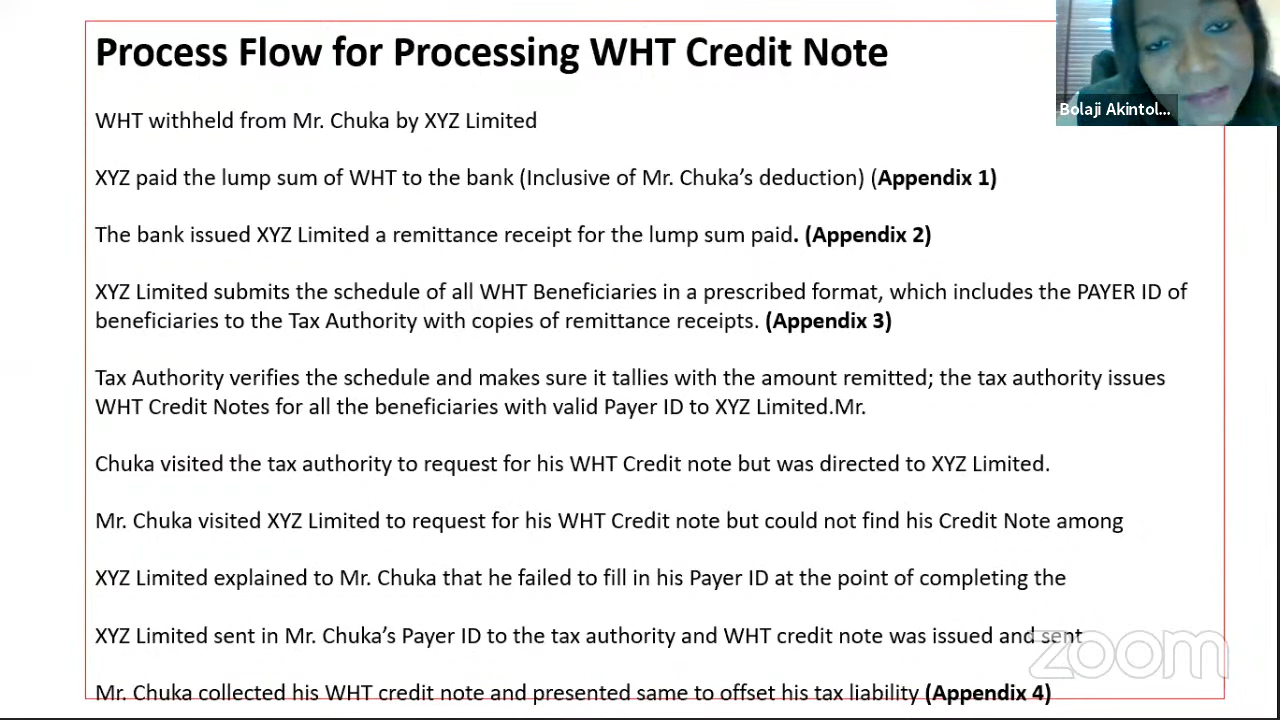 Process Flow for Processing WHT Credit Note
Bolaji Akintol...
WHT withheld from Mr. Chuka by XYZ Limited
XYZ paid the lump sum of WHT to the bank (Inclusive of Mr. Chuka’s deduction) (Appendix 1)
The bank issued XYZ Limited a remittance receipt for the lump sum paid. (Appendix 2)
XYZ Limited submits the schedule of all WHT Beneficiaries in a prescribed format, which includes the PAYER ID of
beneficiaries to the Tax Authority with copies of remittance receipts. (Appendix 3)
Tax Authority verifies the schedule and makes sure it tallies with the amount remitted; the tax authority issues
WHT Credit Notes for all the beneficiaries with valid Payer ID to XYZ Limited.Mr.
Chuka visited the tax authority to request for his WHT Credit note but was directed to XYZ Limited.
Mr. Chuka visited XYZ Limited to request for his WHT Credit note but could not find his Credit Note among
XYZ Limited explained to Mr. Chuka that he failed to fill in his Payer ID at the point of completing the
XYZ Limited sent in Mr. Chuka’s Payer ID to the tax authority and WHT credit note was issued and sent
zoom
Mr. Chuka collected his WHT credit note and presented same to offset his tax liability (Appendix 4)